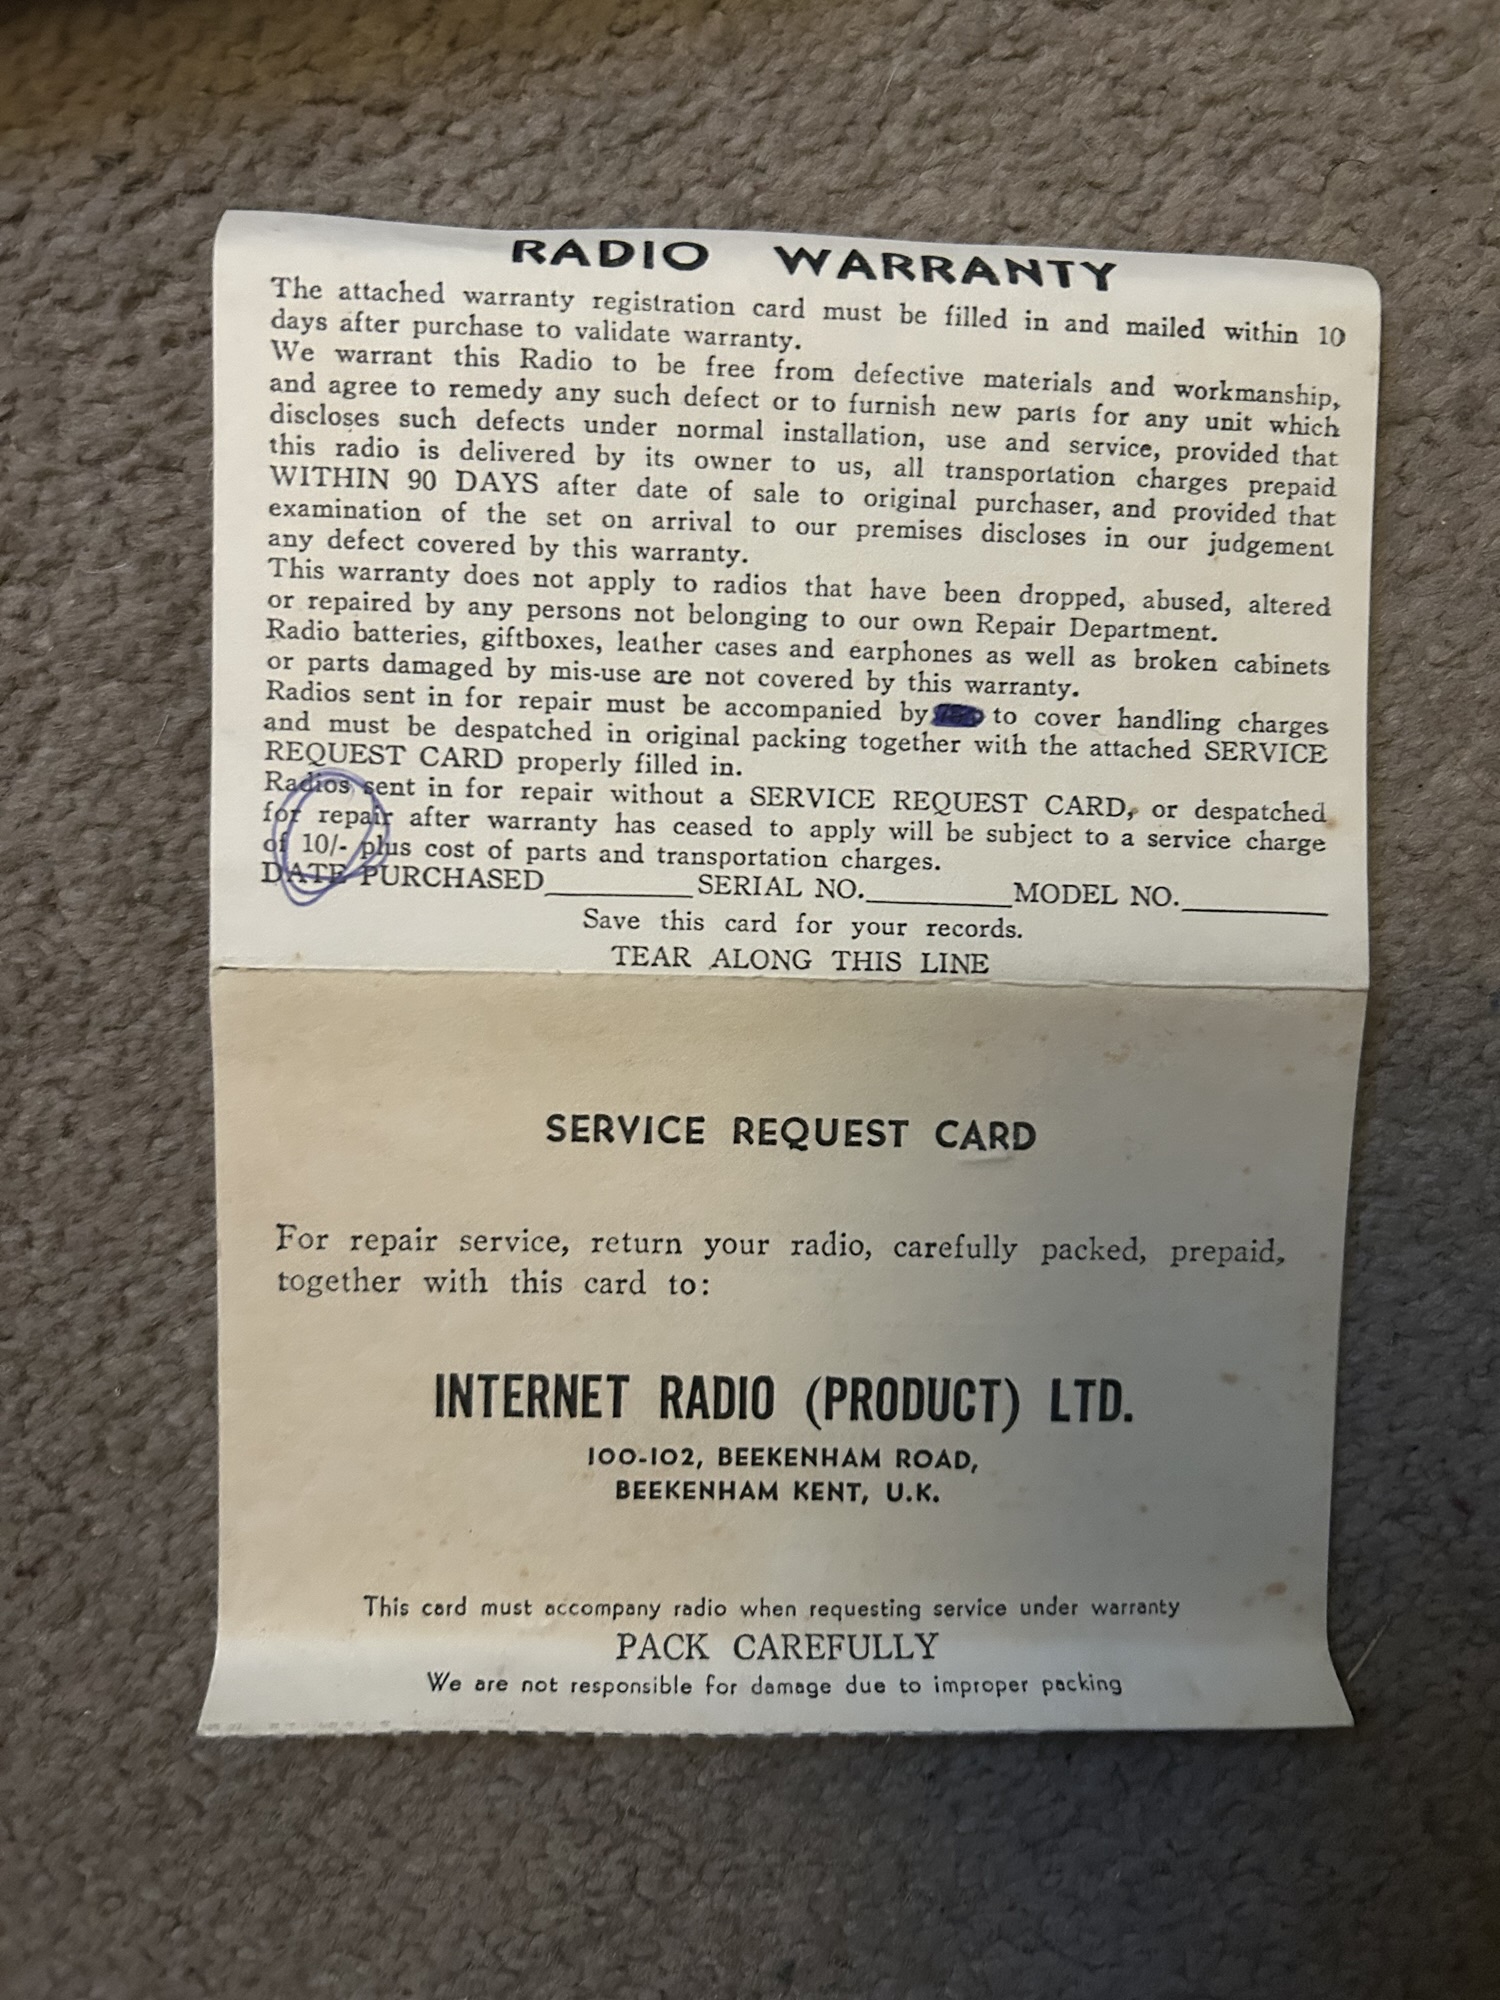 RADIO WARRANTY
The attached warranty registration card must be filled in and mailed within 10
days after purchase to validate warranty.
We warrant this Radio to be free from defective materials and workmanship,
and agree to remedy any such defect or to furnish new parts for any unit which
discloses such defects under normal installation, use and service, provided that
this radio is delivered by its owner to us, all transportation charges prepaid
WITHIN 90 DAYS after date of sale to original purchaser, and provided that
examination of the set on arrival to our premises discloses in our judgement
any defect covered by this warranty.
This warranty does not apply to radios that have been dropped, abused, altered
or repaired by any persons not belonging to our own Repair Department.
Radio batteries, giftboxes, leather cases and earphones as well as broken cabinets
or parts damaged by mis-use are not covered by this warranty.
Radios sent in for repair must be accompanied by to cover handling charges
and must be despatched in original packing together with the attached SERVICE
REQUEST CARD properly filled in.
Radios sent in for repair without a SERVICE REQUEST CARD, or despatched
for repair after warranty has ceased to apply will be subject to a service charge
of 10/- plus cost of parts and transportation charges.
DATE PURCHASED__________SERIAL NO.__________MODEL NO.__________
Save this card for your records.
TEAR ALONG THIS LINE
SERVICE REQUEST CARD
For repair service, return your radio, carefully packed, prepaid,
together with this card to:
INTERNET RADIO (PRODUCT) LTD.
100-102, BEEKENHAM ROAD,
BEEKENHAM KENT, U.K.
This card must accompany radio when requesting service under warranty
PACK CAREFULLY
We are not responsible for damage due to improper packing